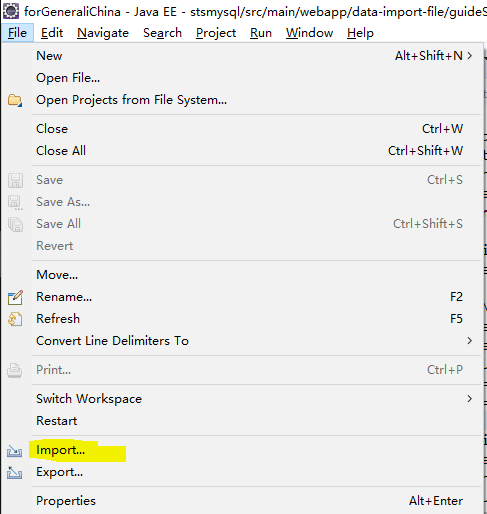 forGeneraliChina - Java EE - stsmysql/src/main/webapp/data-import-file/guideS
File Edit Navigate Search Project Run Window Help
New Alt+Shift+N >
Open File...
Open Projects from File System...
Close Ctrl+W
Close All Ctrl+Shift+W
Save Ctrl+S
Save As...
Save All Ctrl+Shift+S
Revert
Move...
Rename... F2
Refresh F5
Convert Line Delimiters To >
Print... Ctrl+P
Switch Workspace >
Restart
Import...
Export...
Properties Alt+Enter